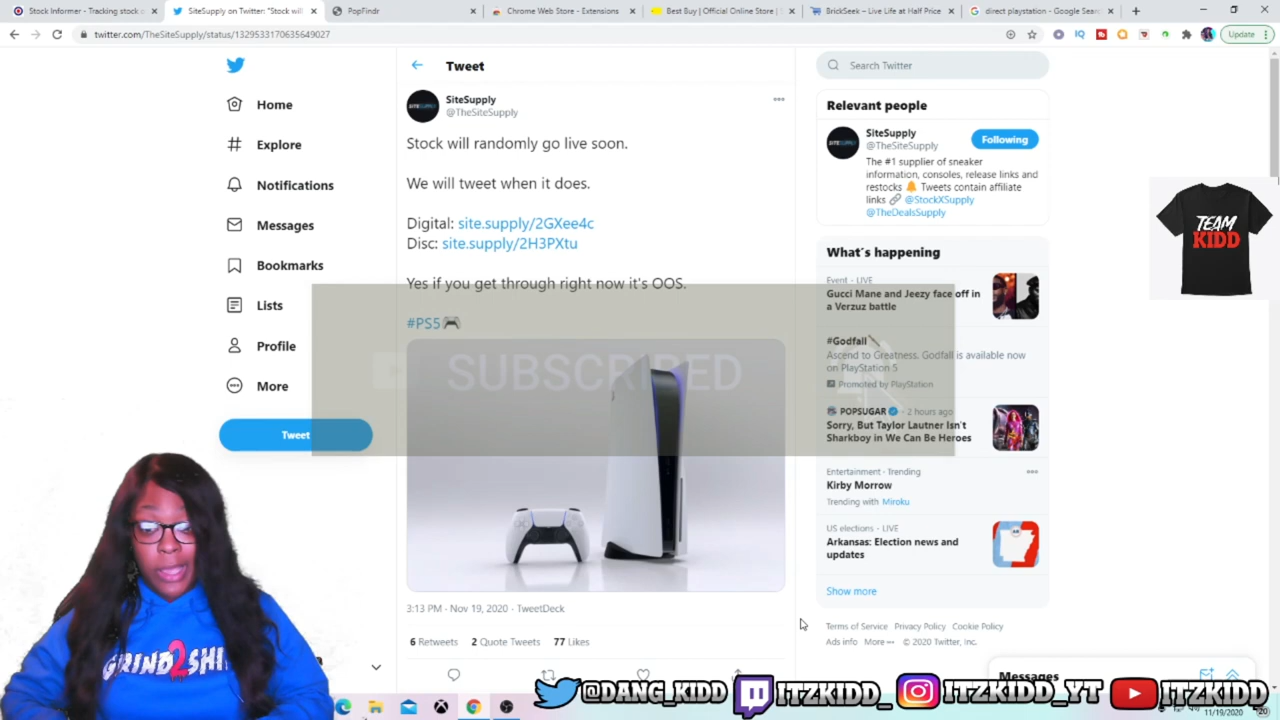 Stock Informer - Tracking stock o
SiteSupply on Twitter: "Stock will
PopFindr
Chrome Web Store - Extensions
Best Buy | Official Online Store | S
BrickSeek – Live Life at Half Price
direct playstation - Google Sear
twitter.com/TheSiteSupply/status/1329533170635649027
Update
Home
Explore
Notifications
Messages
Bookmarks
Lists
Profile
More
Tweet
Tweet
SiteSupply
@TheSiteSupply
Stock will randomly go live soon.
We will tweet when it does.
Digital: site.supply/2GXee4c
Disc: site.supply/2H3PXtu
Yes if you get through right now it's OOS.
#PS5🎮
SUBSCRIBED
3:13 PM · Nov 19, 2020 · TweetDeck
6 Retweets 2 Quote Tweets 77 Likes
Search Twitter
Relevant people
SiteSupply
@TheSiteSupply
Following
The #1 supplier of sneaker
information, consoles, release links and
restocks 🔔 Tweets contain affiliate
links 🔗 @StockXSupply
@TheDealsSupply
What's happening
Event · LIVE
Gucci Mane and Jeezy face off in
a Verzuz battle
#Godfall
Ascend to Greatness. Godfall is available now
on PlayStation 5
Promoted by PlayStation
POPSUGAR · 2 hours ago
Sorry, But Taylor Lautner Isn't
Sharkboy in We Can Be Heroes
Entertainment · Trending
Kirby Morrow
Trending with Miroku
US elections · LIVE
Arkansas: Election news and
updates
Show more
Terms of Service Privacy Policy Cookie Policy
Ads info More ••• © 2020 Twitter, Inc.
Messages
TEAM
KIDD
GRIND2SHI
@DANG_KIDD
ITZKIDD_
ITZKIDD_YT
ITZKIDD
11/19/2020
20